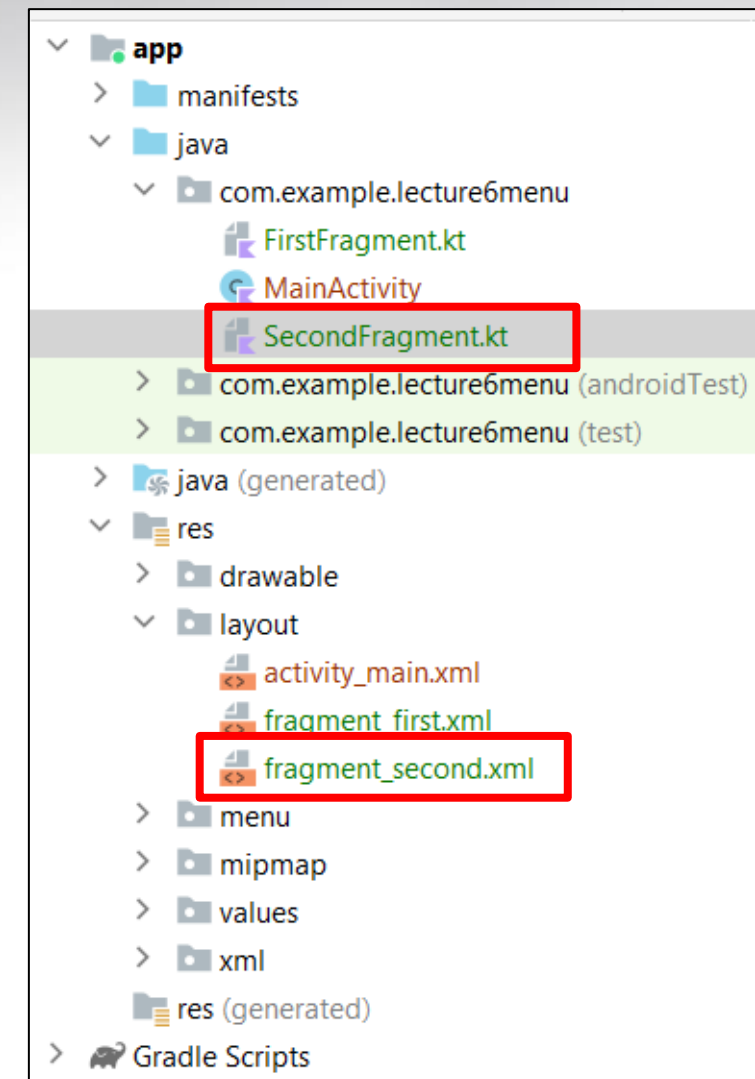 app
manifests
java
com.example.lecture6menu
FirstFragment.kt
MainActivity
SecondFragment.kt
com.example.lecture6menu (androidTest)
com.example.lecture6menu (test)
java (generated)
res
drawable
layout
activity_main.xml
fragment_first.xml
fragment_second.xml
menu
mipmap
values
xml
res (generated)
Gradle Scripts